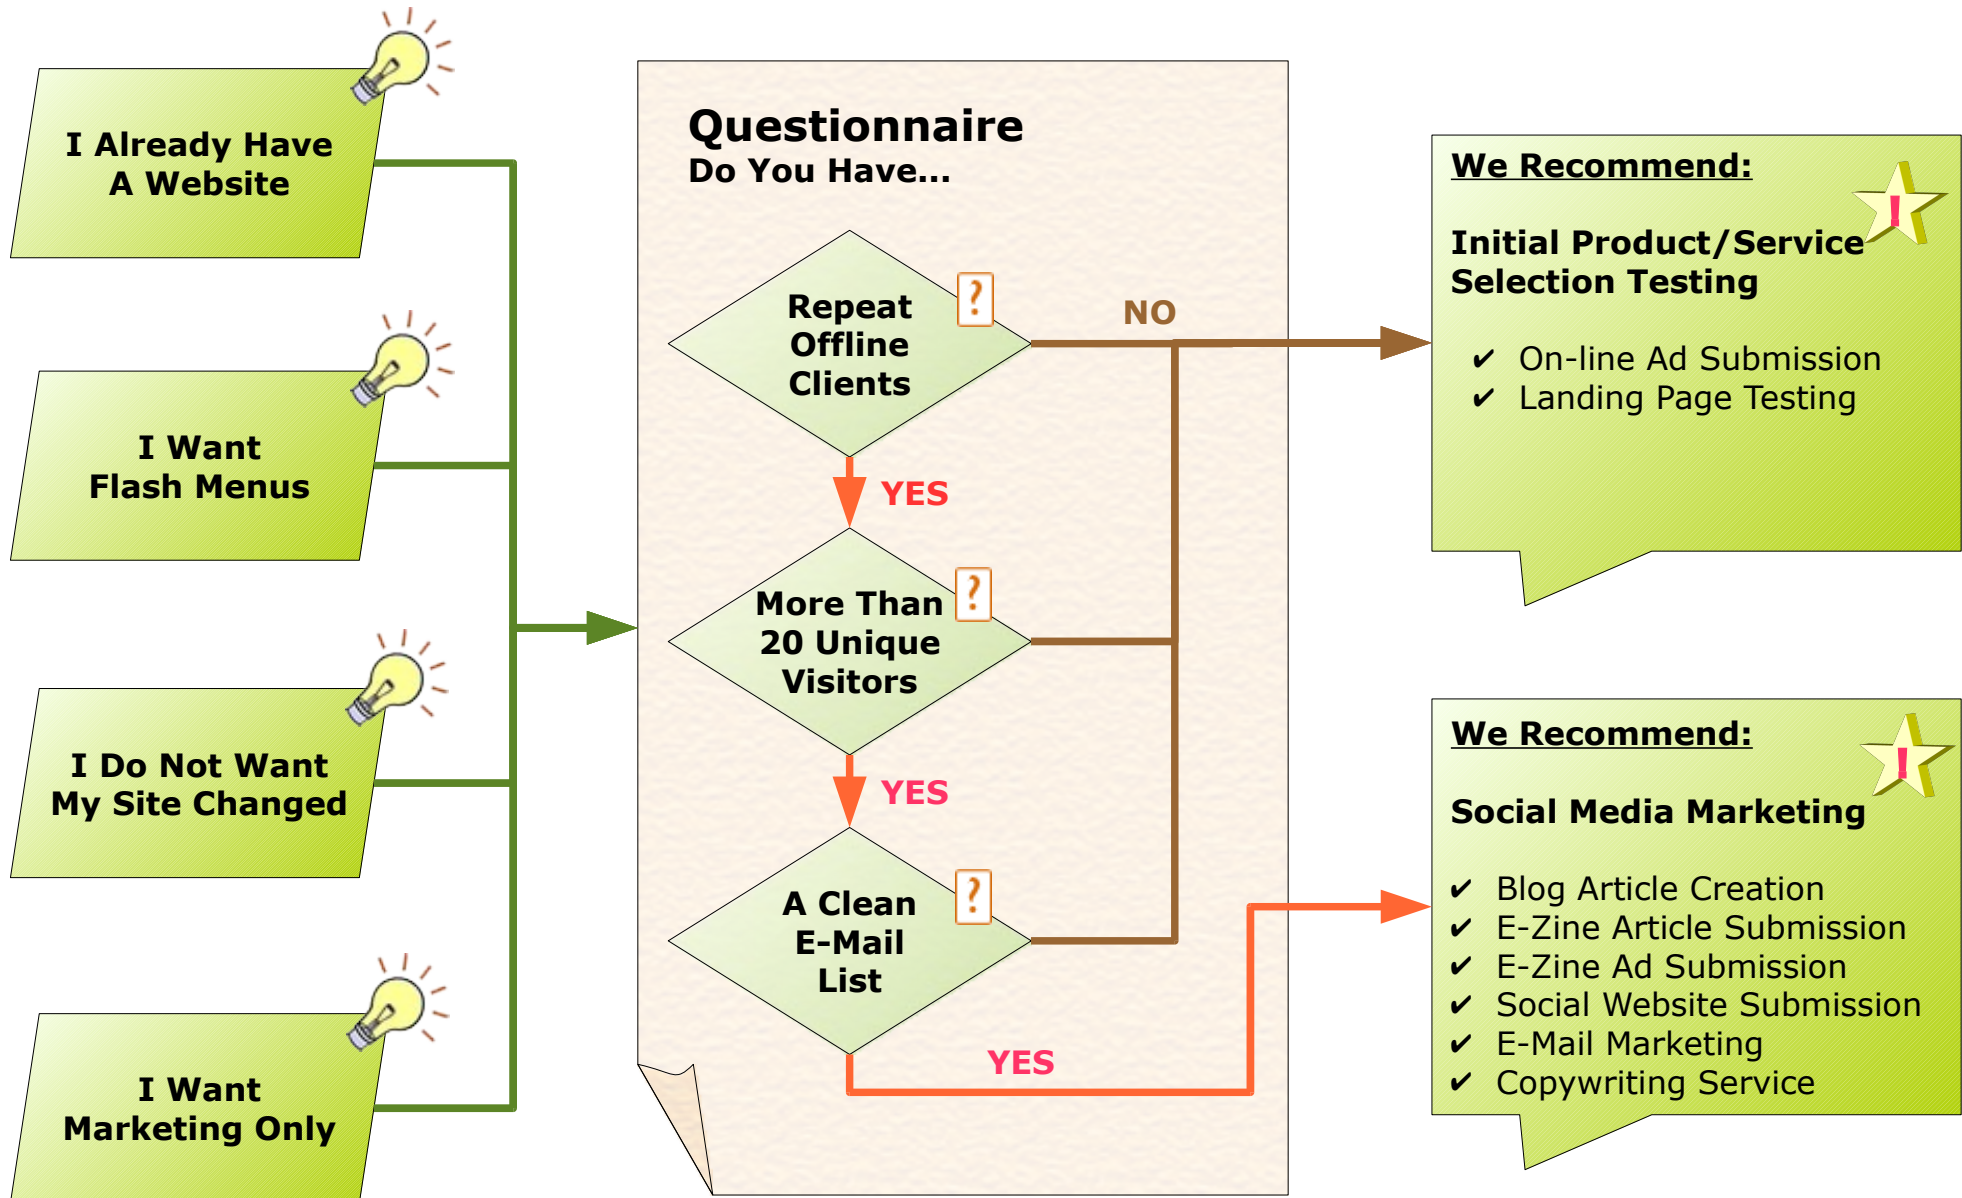 I Already Have
A Website
I Want
Flash Menus
I Do Not Want
My Site Changed
I Want
Marketing Only
Questionnaire
Do You Have...
Repeat
Offline
Clients
?
NO
YES
More Than
20 Unique
Visitors
?
YES
A Clean
E-Mail
List
?
YES
We Recommend:
!
Initial Product/Service
Selection Testing
✔ On-line Ad Submission
✔ Landing Page Testing
We Recommend:
!
Social Media Marketing
✔ Blog Article Creation
✔ E-Zine Article Submission
✔ E-Zine Ad Submission
✔ Social Website Submission
✔ E-Mail Marketing
✔ Copywriting Service